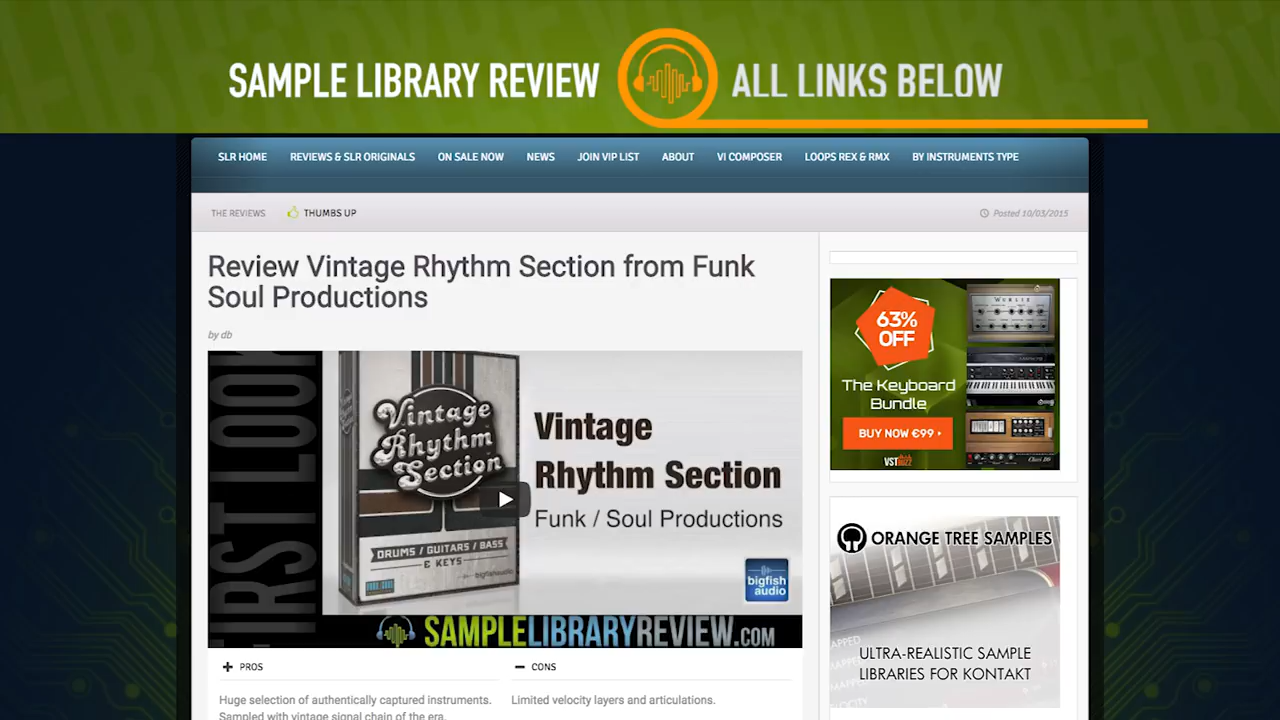 SAMPLE LIBRARY REVIEW
ALL LINKS BELOW
SLR HOME
REVIEWS & SLR ORIGINALS
ON SALE NOW
NEWS
JOIN VIP LIST
ABOUT
VI COMPOSER
LOOPS REX & RMX
BY INSTRUMENTS TYPE
THE REVIEWS
THUMBS UP
Posted 10/03/2015
Review Vintage Rhythm Section from Funk
Soul Productions
by db
FIRST LOOK
Vintage
Rhythm
Section
DRUMS / GUITARS / BASS
& KEYS
bigfishaudio
Vintage
Rhythm Section
Funk / Soul Productions
bigfish
audio
SAMPLELIBRARYREVIEW.COM
PROS
Huge selection of authentically captured instruments.
Sampled with vintage signal chain of the era.
CONS
Limited velocity layers and articulations.
63%
OFF
The Keyboard
Bundle
BUY NOW €99
VSTBUZZ
WURLIE
ORANGE TREE SAMPLES
ULTRA-REALISTIC SAMPLE
LIBRARIES FOR KONTAKT